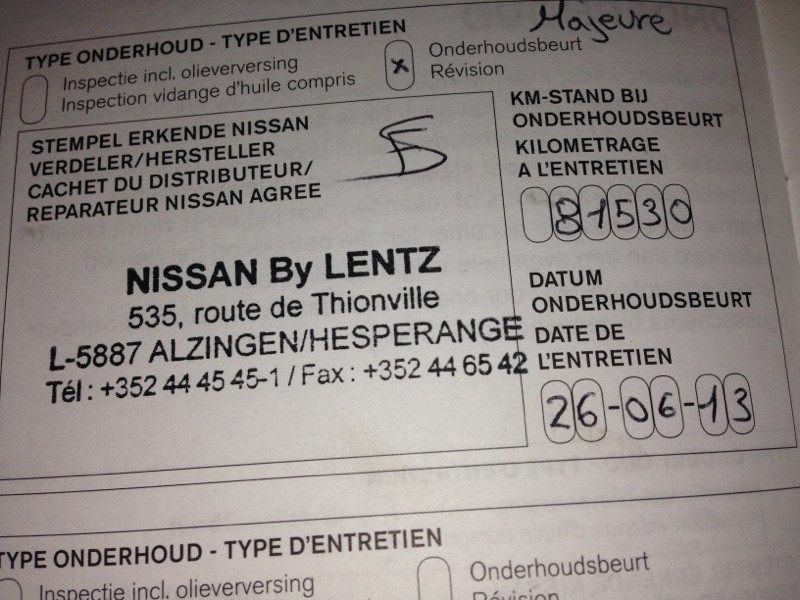 Majeure
TYPE ONDERHOUD - TYPE D'ENTRETIEN
Inspectie incl. olieverversing
Inspection vidange d'huile compris
x
Onderhoudsbeurt
Révision
STEMPEL ERKENDE NISSAN
VERDELER/HERSTELLER
CACHET DU DISTRIBUTEUR/
REPARATEUR NISSAN AGREE
NISSAN By LENTZ
535, route de Thionville
L-5887 ALZINGEN/HESPERANGE
Tél : +352 44 45 45-1 / Fax : +352 44 65 42
KM-STAND BIJ
ONDERHOUDSBEURT
KILOMETRAGE
A L'ENTRETIEN
81530
DATUM
ONDERHOUDSBEURT
DATE DE
L'ENTRETIEN
26-06-13
TYPE ONDERHOUD - TYPE D'ENTRETIEN
Inspectie incl. olieverversing
Onderhoudsbeurt
Révision